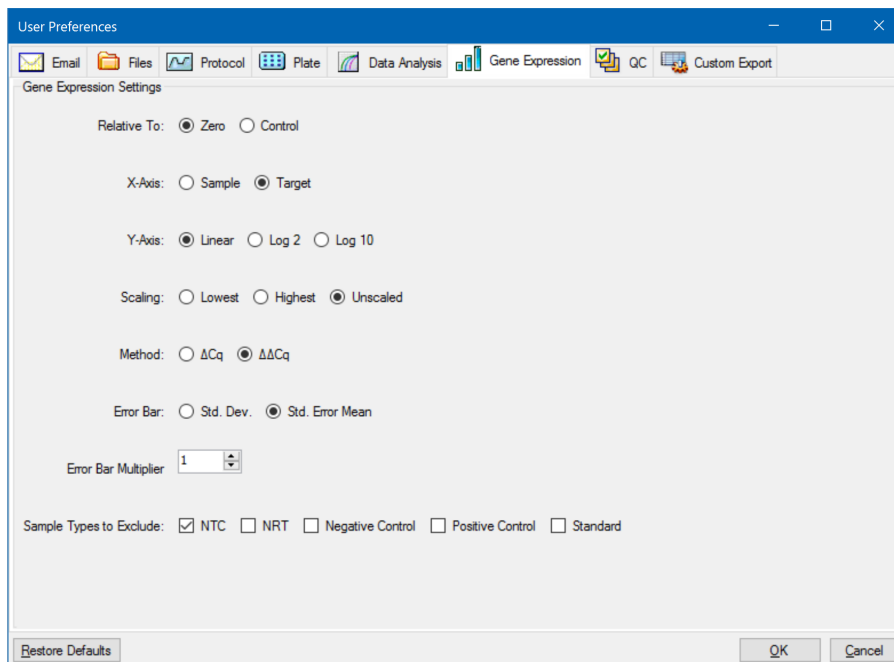 User Preferences
Email Files Protocol Plate Data Analysis Gene Expression QC Custom Export
Gene Expression Settings
Relative To: Zero Control
X-Axis: Sample Target
Y-Axis: Linear Log 2 Log 10
Scaling: Lowest Highest Unscaled
Method: ΔCq ΔΔCq
Error Bar: Std. Dev. Std. Error Mean
Error Bar Multiplier 1
Sample Types to Exclude: NTC NRT Negative Control Positive Control Standard
Restore Defaults OK Cancel